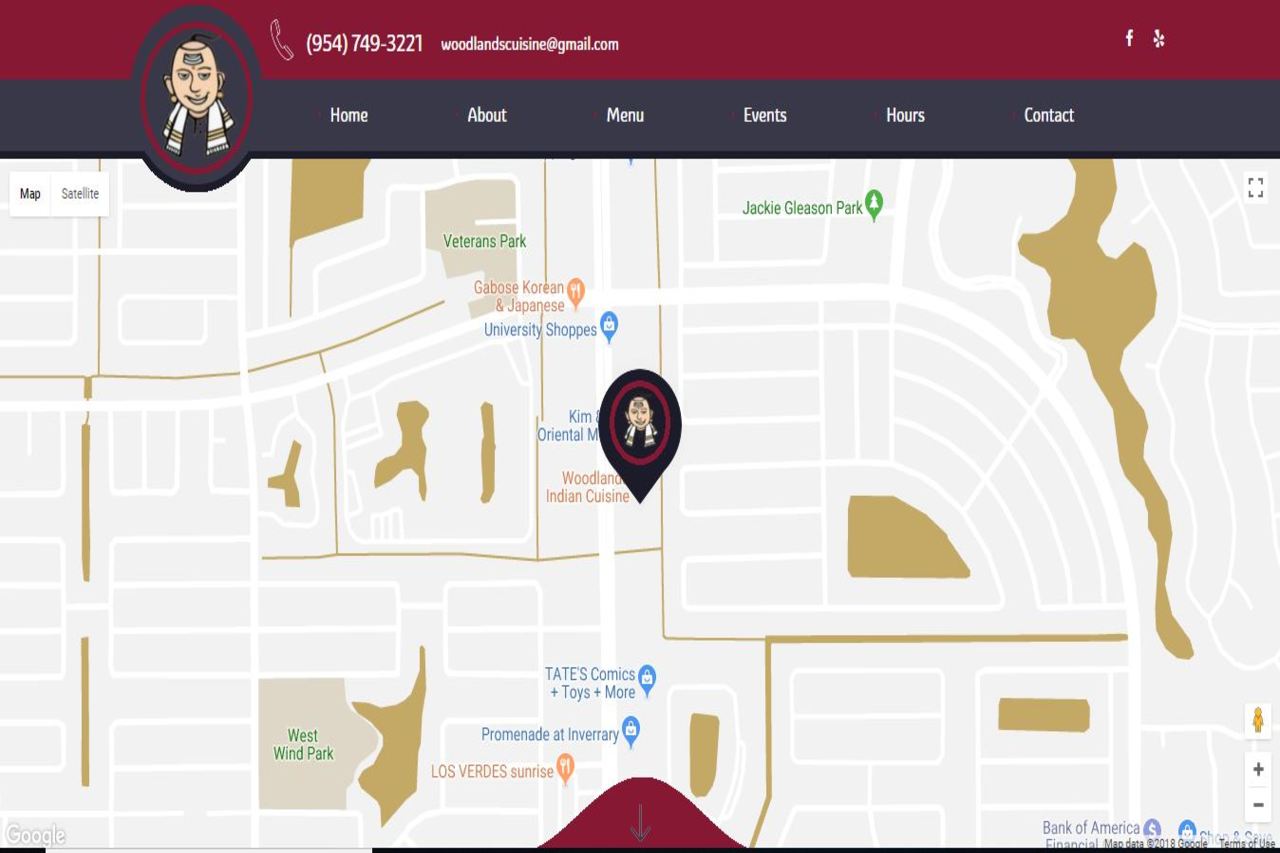 (954) 749-3221 woodlandscuisine@gmail.com
Home About Menu Events Hours Contact
Map Satellite
Jackie Gleason Park
Veterans Park
Gabose Korean
& Japanese
University Shoppes
Kim &
Oriental M
Woodland
Indian Cuisine
TATE'S Comics
+ Toys + More
Promenade at Inverrary
West
Wind Park
LOS VERDES sunrise
Bank of America
Financial
Shop & Save
Google
Map data ©2018 Google Terms of Use